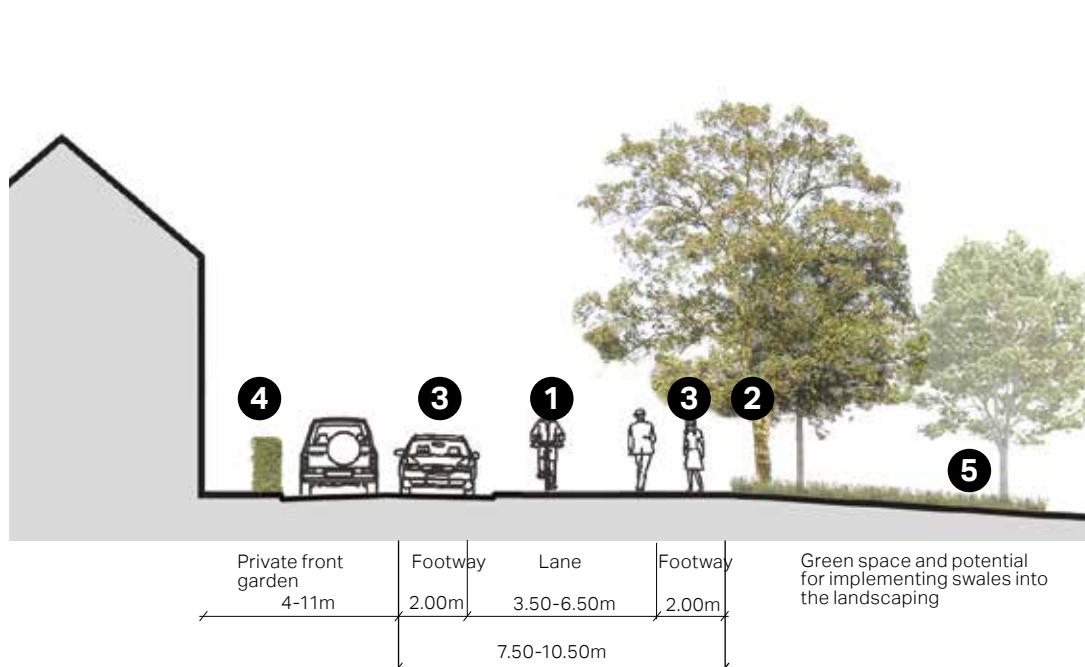 4
3
1
3
2
5
Private front
garden
4-11m
Footway
2.00m
Lane
3.50-6.50m
Footway
2.00m
Green space and potential
for implementing swales into
the landscaping
7.50-10.50m